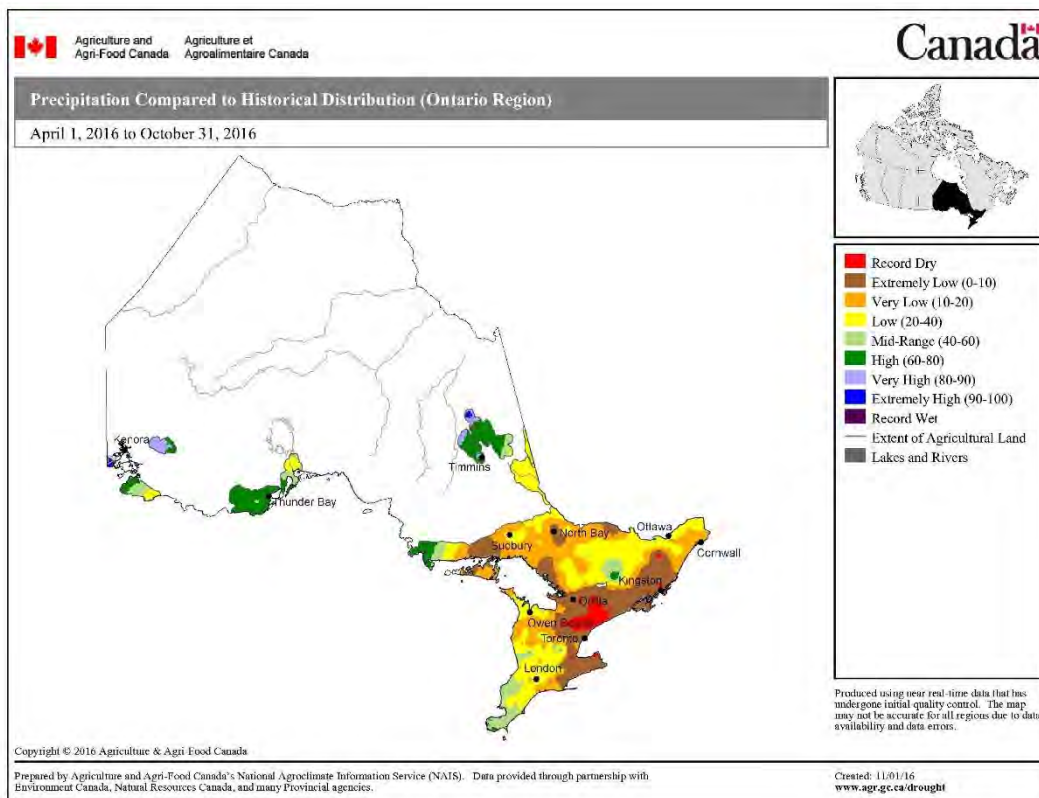 Agriculture and
Agri-Food Canada
Agriculture et
Agroalimentaire Canada
Canada
Precipitation Compared to Historical Distribution (Ontario Region)
April 1, 2016 to October 31, 2016
Record Dry
Extremely Low (0-10)
Very Low (10-20)
Low (20-40)
Mid-Range (40-60)
High (60-80)
Very High (80-90)
Extremely High (90-100)
Record Wet
Extent of Agricultural Land
Lakes and Rivers
Kenora
Timmins
Thunder Bay
Sudbury
North Bay
Ottawa
Cornwall
Kingston
Orillia
Owen Sound
Toronto
London
Produced using near real-time data that has
undergone initial quality control. The map
may not be accurate for all regions due to data
availability and data errors.
Copyright © 2016 Agriculture & Agri-Food Canada
Prepared by Agriculture and Agri-Food Canada's National Agroclimate Information Service (NAIS). Data provided through partnership with
Environment Canada, Natural Resources Canada, and many Provincial agencies.
Created: 11/01/16
www.agr.gc.ca/drought